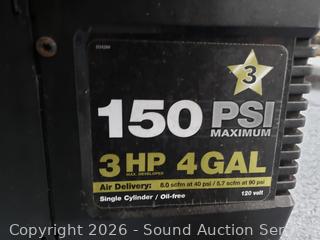 3
150 PSI
MAXIMUM
3 HP 4 GAL
MAX. DEVELOPED
Air Delivery: 8.0 scfm at 40 psi / 5.7 scfm at 90 psi
Single Cylinder / Oil-free 120 volt
Copyright 2026 - Sound Auction Serv